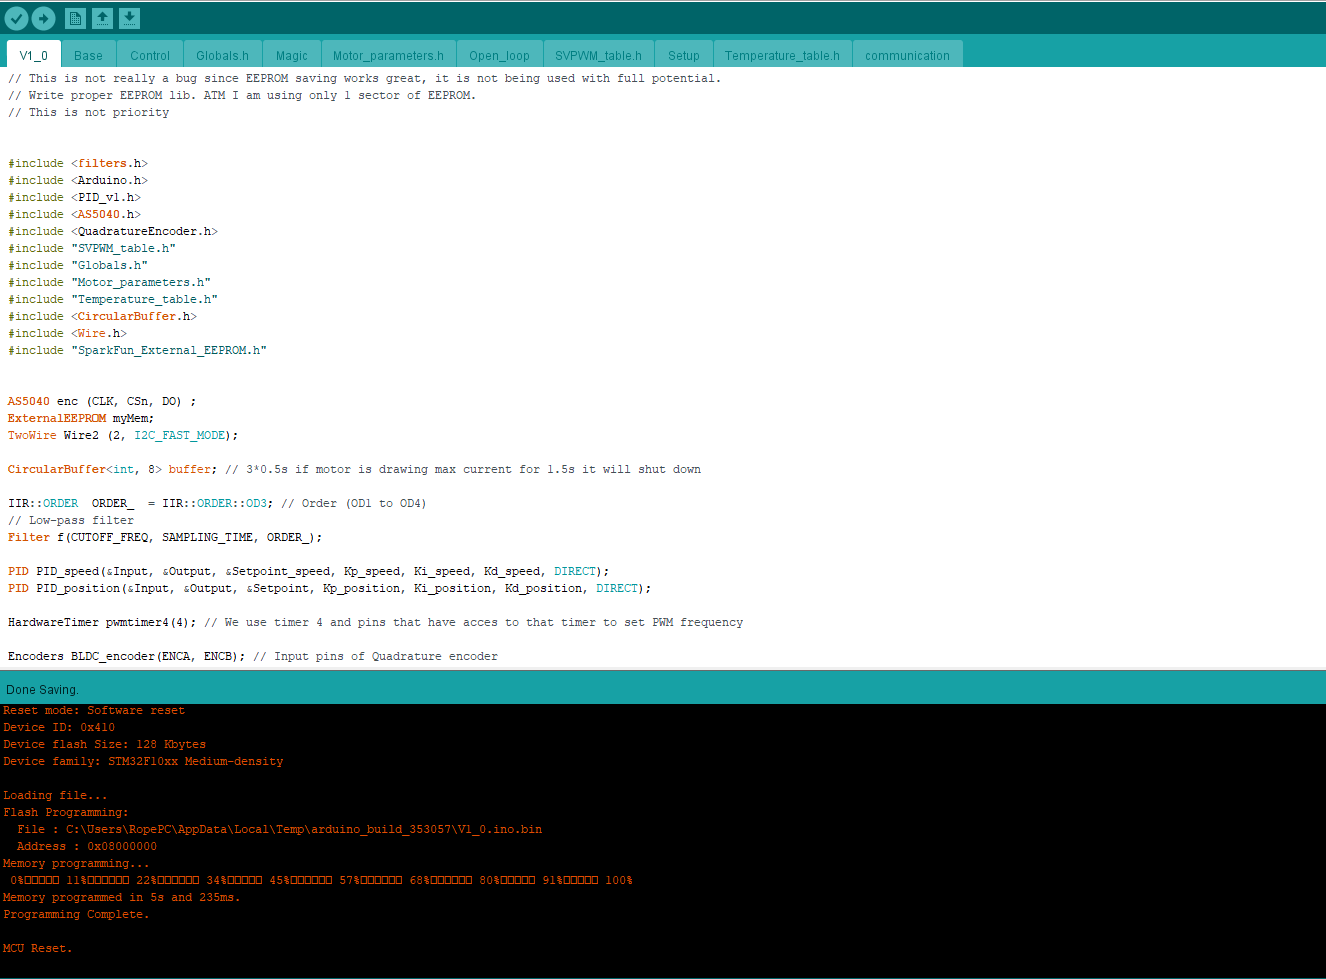 V1_0 Base Control Globals.h Magic Motor_parameters.h Open_loop SVPWM_table.h Setup Temperature_table.h communication
// This is not really a bug since EEPROM saving works great, it is not being used with full potential.
// Write proper EEPROM lib. ATM I am using only 1 sector of EEPROM.
// This is not priority
#include <filters.h>
#include <Arduino.h>
#include <PID_v1.h>
#include <AS5040.h>
#include <QuadratureEncoder.h>
#include "SVPWM_table.h"
#include "Globals.h"
#include "Motor_parameters.h"
#include "Temperature_table.h"
#include <CircularBuffer.h>
#include <Wire.h>
#include "SparkFun_External_EEPROM.h"
AS5040 enc (CLK, CSn, DO) ;
ExternalEEPROM myMem;
TwoWire Wire2 (2, I2C_FAST_MODE);
CircularBuffer<int, 8> buffer; // 3*0.5s if motor is drawing max current for 1.5s it will shut down
IIR::ORDER  ORDER_  = IIR::ORDER::OD3; // Order (OD1 to OD4)
// Low-pass filter
Filter f(CUTOFF_FREQ, SAMPLING_TIME, ORDER_);
PID PID_speed(&Input, &Output, &Setpoint_speed, Kp_speed, Ki_speed, Kd_speed, DIRECT);
PID PID_position(&Input, &Output, &Setpoint, Kp_position, Ki_position, Kd_position, DIRECT);
HardwareTimer pwmtimer4(4); // We use timer 4 and pins that have acces to that timer to set PWM frequency
Encoders BLDC_encoder(ENCA, ENCB); // Input pins of Quadrature encoder
Done Saving.
Reset mode: Software reset
Device ID: 0x410
Device flash Size: 128 Kbytes
Device family: STM32F10xx Medium-density
Loading file...
Flash Programming:
File : C:\Users\RopePC\AppData\Local\Temp\arduino_build_353057\V1_0.ino.bin
Address : 0x08000000
Memory programming...
0%□□□□□ 11%□□□□□□ 22%□□□□□□ 34%□□□□□ 45%□□□□□□ 57%□□□□□□ 68%□□□□□□ 80%□□□□□ 91%□□□□□ 100%
Memory programmed in 5s and 235ms.
Programming Complete.
MCU Reset.